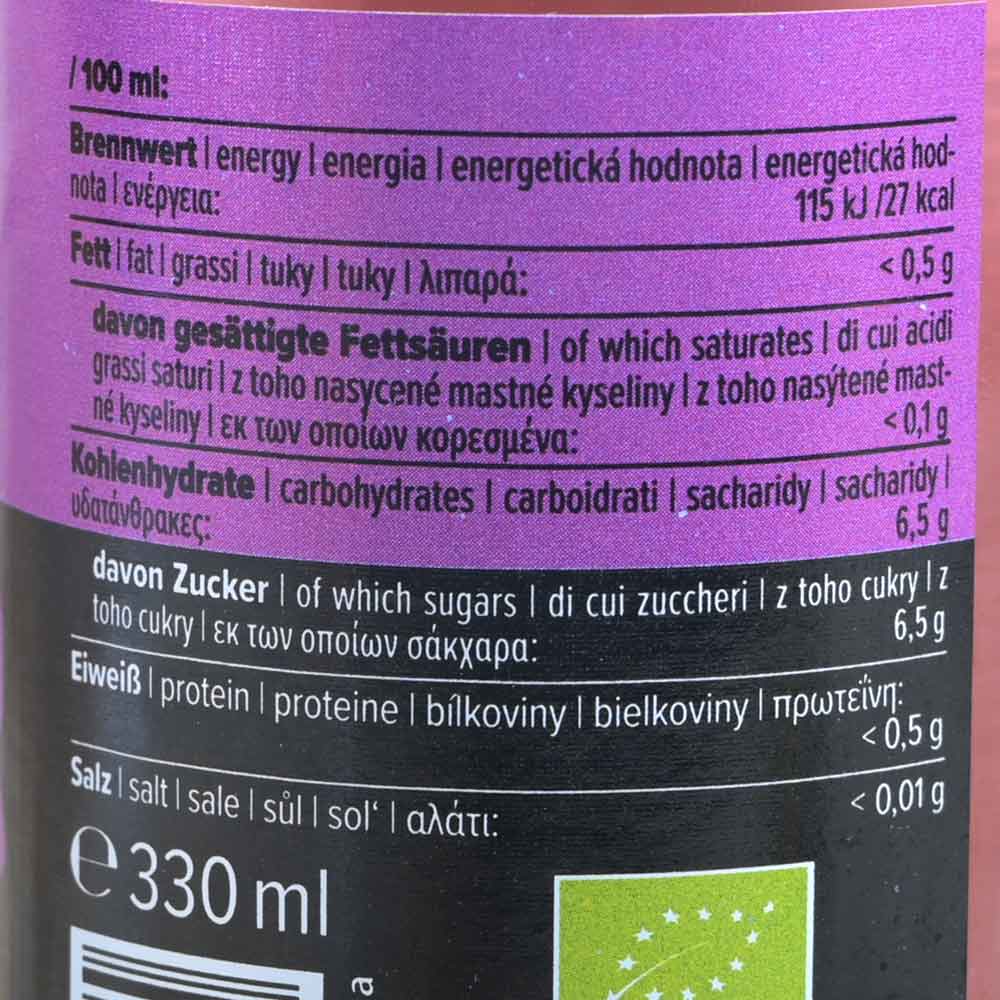 / 100 ml:
Brennwert | energy | energia | energetická hodnota | energetická hod-
nota | ενέργεια: 115 kJ /27 kcal
Fett | fat | grassi | tuky | tuky | λιπαρά: < 0,5 g
davon gesättigte Fettsäuren | of which saturates | di cui acidi
grassi saturi | z toho nasycené mastné kyseliny | z toho nasýtené mast-
né kyseliny | εκ των οποίων κορεσμένα: < 0,1 g
Kohlenhydrate | carbohydrates | carboidrati | sacharidy | sacharidy |
υδατάνθρακες: 6,5 g
davon Zucker | of which sugars | di cui zuccheri | z toho cukry | z
toho cukry | εκ των οποίων σάκχαρα: 6,5 g
Eiweiß | protein | proteine | bílkoviny | bielkoviny | πρωτεΐνη:
< 0,5 g
Salz | salt | sale | sůl | sol‘ | αλάτι: < 0,01 g
℮ 330 ml